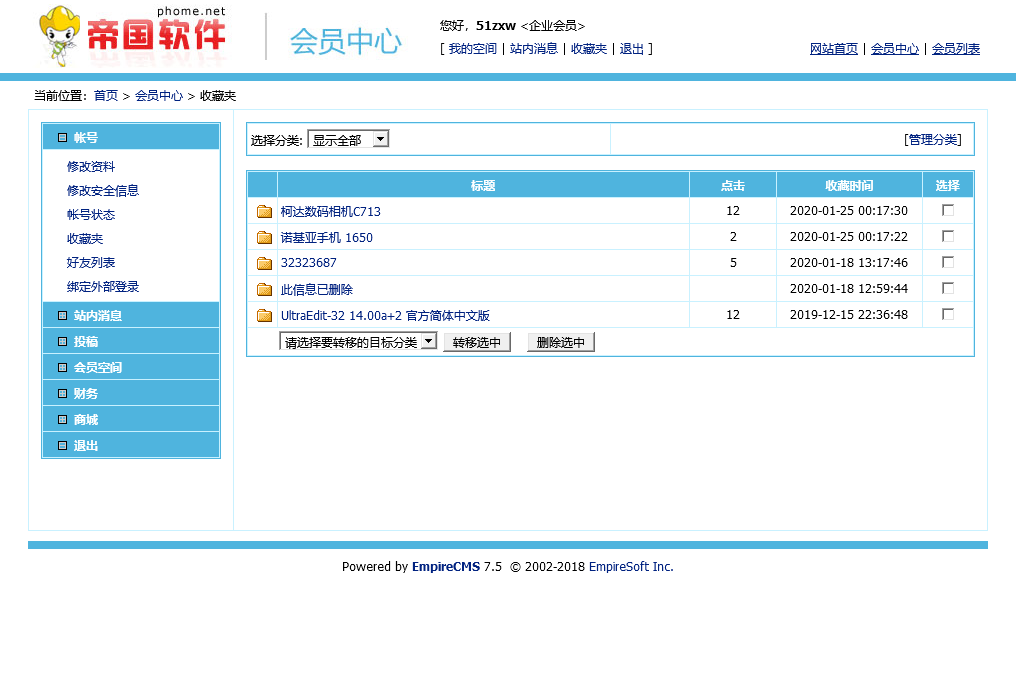 phome.net
帝国软件
会员中心
您好，51zxw <企业会员>
[ 我的空间 | 站内消息 | 收藏夹 | 退出 ]
网站首页 | 会员中心 | 会员列表
当前位置：首页 > 会员中心 > 收藏夹
帐号
修改资料
修改安全信息
帐号状态
收藏夹
好友列表
绑定外部登录
站内消息
投稿
会员空间
财务
商城
退出
选择分类: 显示全部 [管理分类]
标题 点击 收藏时间 选择
柯达数码相机C713 12 2020-01-25 00:17:30
诺基亚手机 1650 2 2020-01-25 00:17:22
32323687 5 2020-01-18 13:17:46
此信息已删除 2020-01-18 12:59:44
UltraEdit-32 14.00a+2 官方简体中文版 12 2019-12-15 22:36:48
请选择要转移的目标分类 转移选中 删除选中
Powered by EmpireCMS 7.5 © 2002-2018 EmpireSoft Inc.